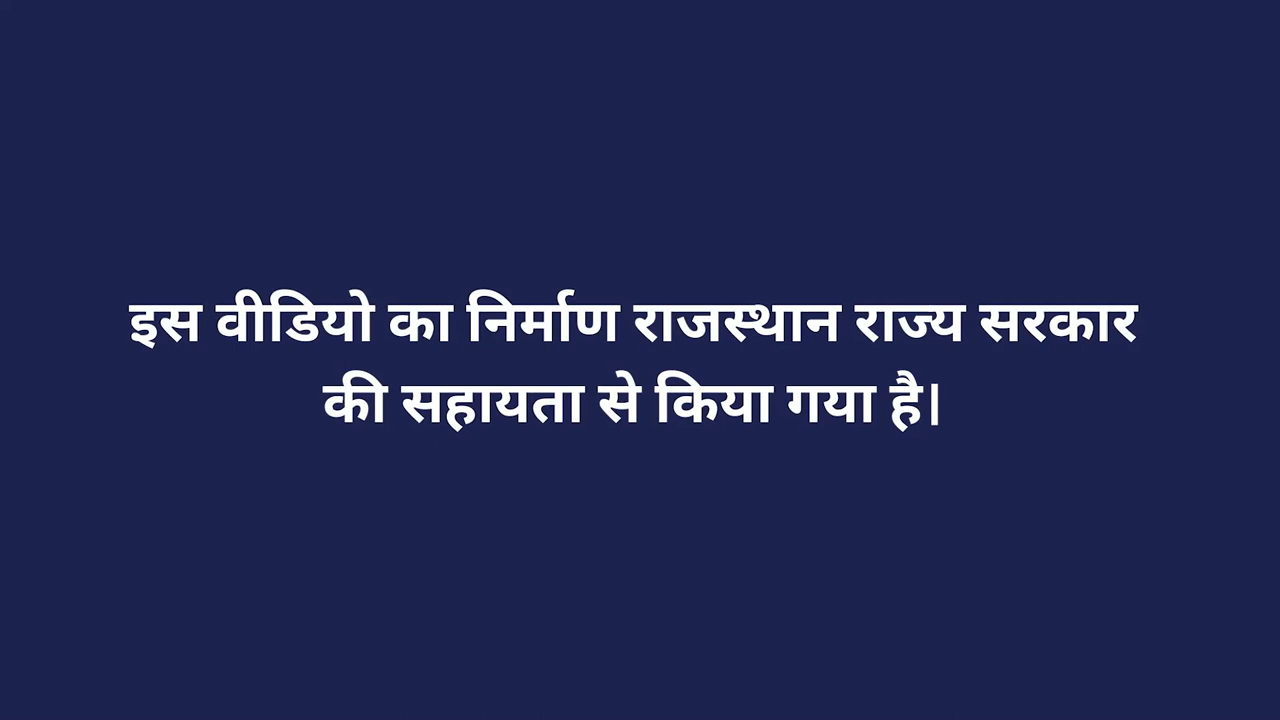 इस वीडियो का निर्माण राजस्थान राज्य सरकार
की सहायता से किया गया है।